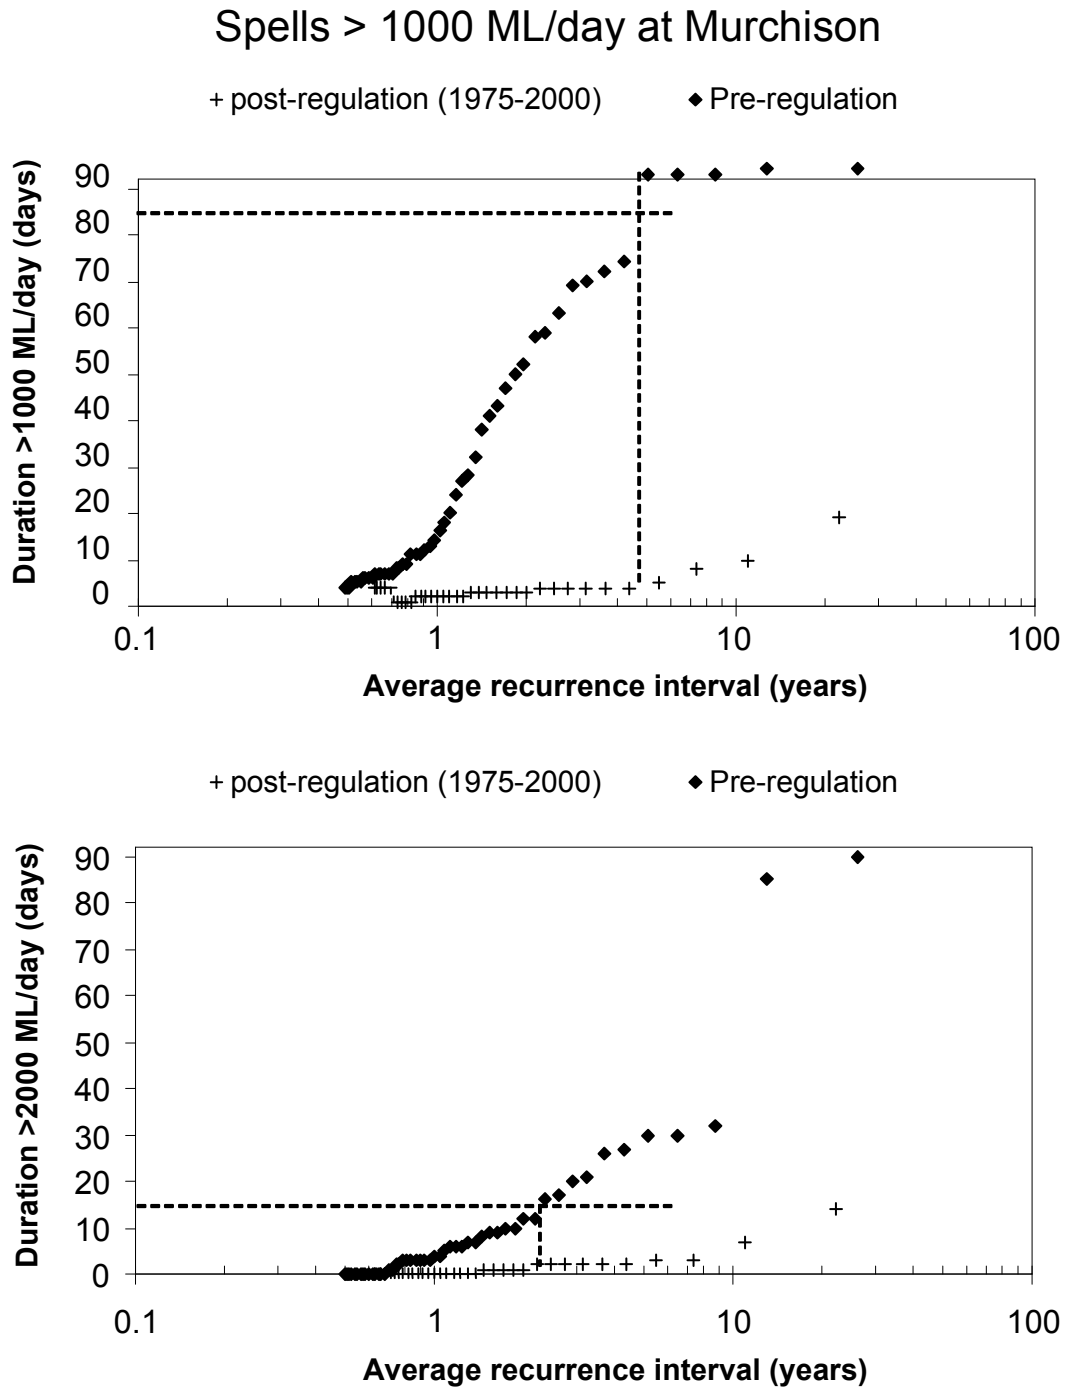 Spells > 1000 ML/day at Murchison
+ post-regulation (1975-2000) ◆ Pre-regulation
Duration >1000 ML/day (days)
90
80
70
60
50
40
30
20
10
0
0.1 1 10 100
Average recurrence interval (years)
+ post-regulation (1975-2000) ◆ Pre-regulation
Duration >2000 ML/day (days)
90
80
70
60
50
40
30
20
10
0
0.1 1 10 100
Average recurrence interval (years)